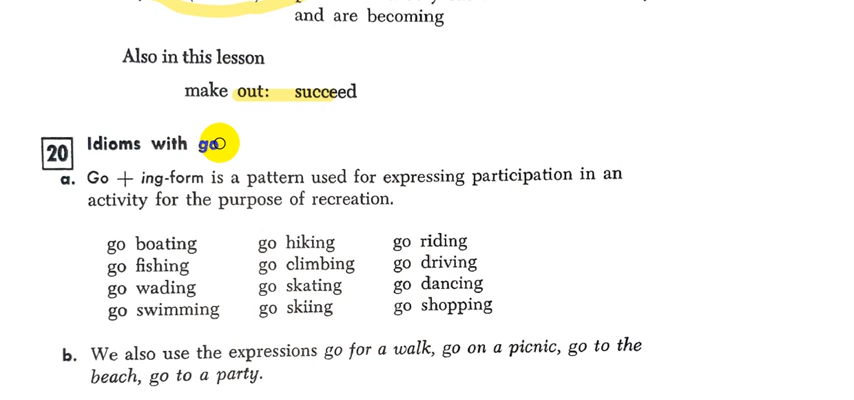 and are becoming
Also in this lesson
make out: succeed
20 Idioms with go
a. Go + ing-form is a pattern used for expressing participation in an
activity for the purpose of recreation.
go boating go hiking go riding
go fishing go climbing go driving
go wading go skating go dancing
go swimming go skiing go shopping
b. We also use the expressions go for a walk, go on a picnic, go to the
beach, go to a party.